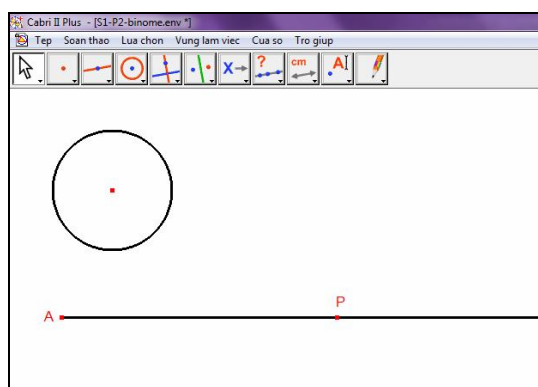 Cabri II Plus - [S1-P2-binome.env *]
Tep Soan thao Lua chon Vung lam viec Cua so Tro giup
X ? cm A
P
A